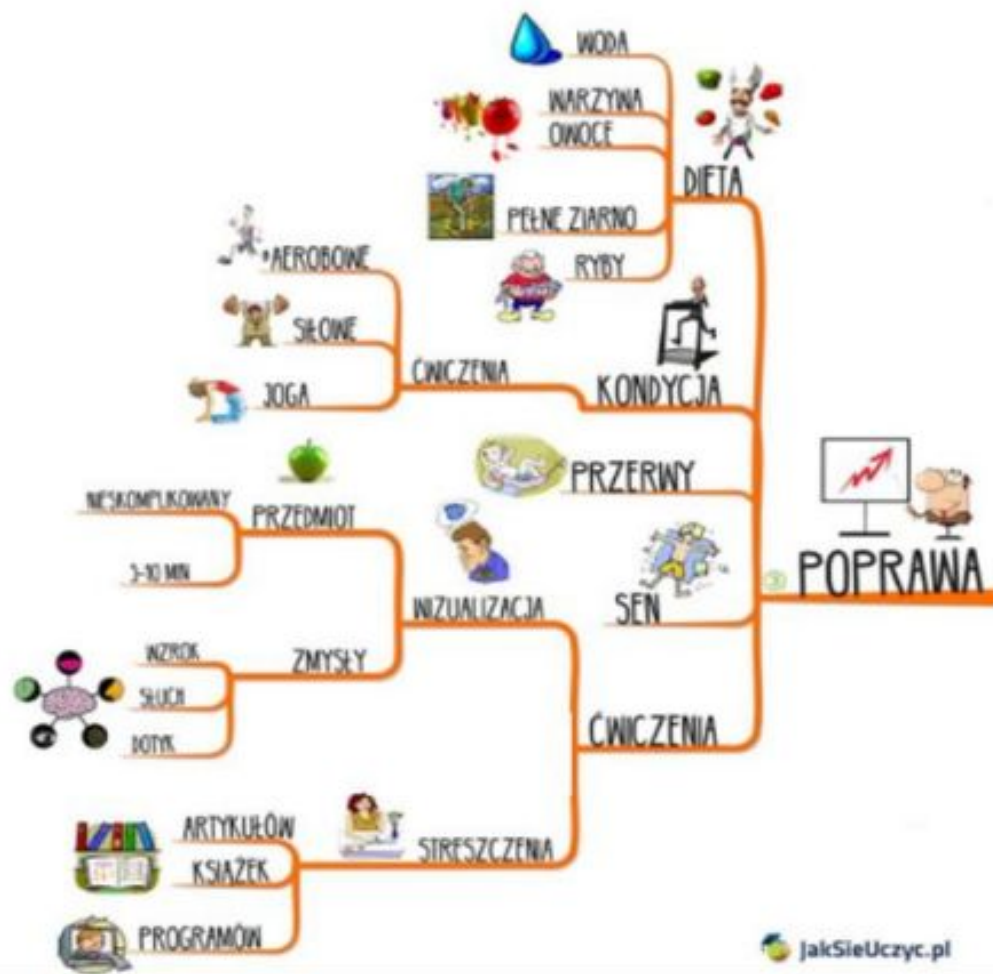 WODA
WARZYWA
OWOCE
DIETA
PEŁNE ZIARNO
RYBY
AEROBOWE
SIŁOWE
ĆWICZENIA
JOGA
KONDYCJA
PRZERWY
NIESKOMPLIKOWANY
PRZEDMIOT
5-10 MIN
WIZUALIZACJA
SEN
3
POPRAWA
WZROK
ZMYSŁY
SŁUCH
DOTYK
ĆWICZENIA
ARTYKUŁÓW
STRESZCZENIA
KSIĄŻEK
PROGRAMÓW
JakSieUczyc.pl